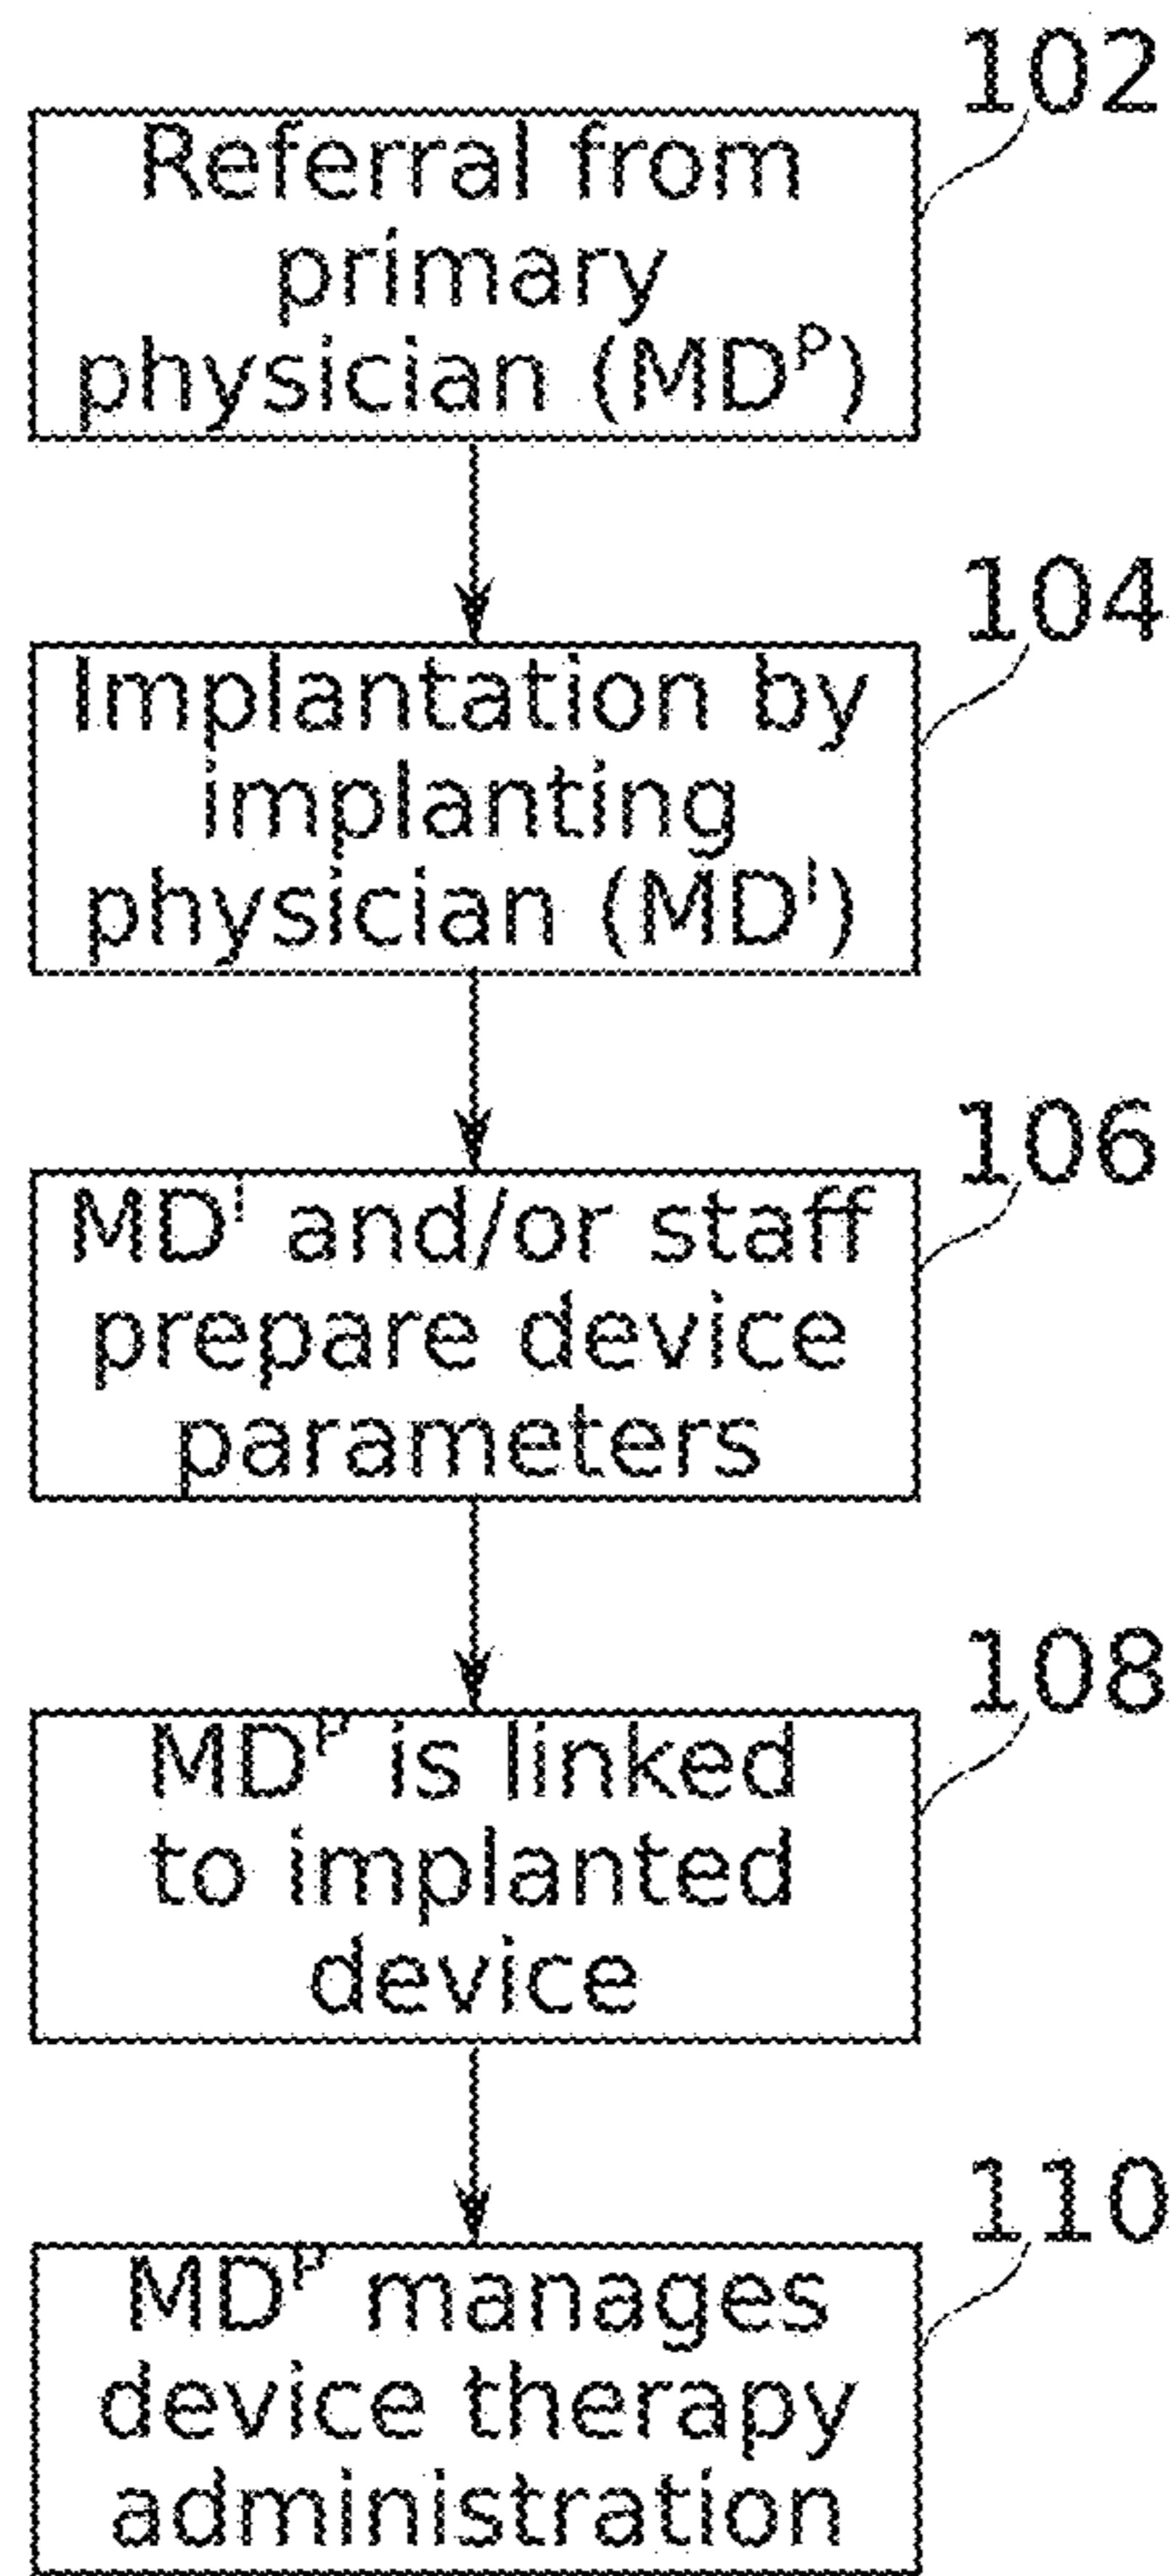 102
Referral from
primary
physician (MDᵖ)
104
Implantation by
implanting
physician (MDⁱ)
106
MDⁱ and/or staff
prepare device
parameters
108
MDᵖ is linked
to implanted
device
110
MDᵖ manages
device therapy
administration